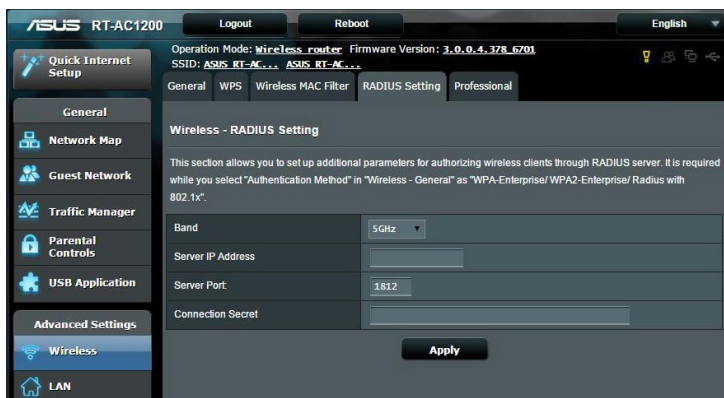 ASUS RT-AC1200 Logout Reboot English
Operation Mode: Wireless router Firmware Version: 3.0.0.4.378_6701
SSID: ASUS RT-AC... ASUS RT-AC...
Quick Internet
Setup
General WPS Wireless MAC Filter RADIUS Setting Professional
General
Network Map
Guest Network
Traffic Manager
Parental
Controls
USB Application
Advanced Settings
Wireless
LAN
Wireless - RADIUS Setting
This section allows you to set up additional parameters for authorizing wireless clients through RADIUS server. It is required
while you select "Authentication Method" in "Wireless - General" as "WPA-Enterprise/ WPA2-Enterprise/ Radius with
802.1x".
Band 5GHz
Server IP Address
Server Port: 1812
Connection Secret
Apply